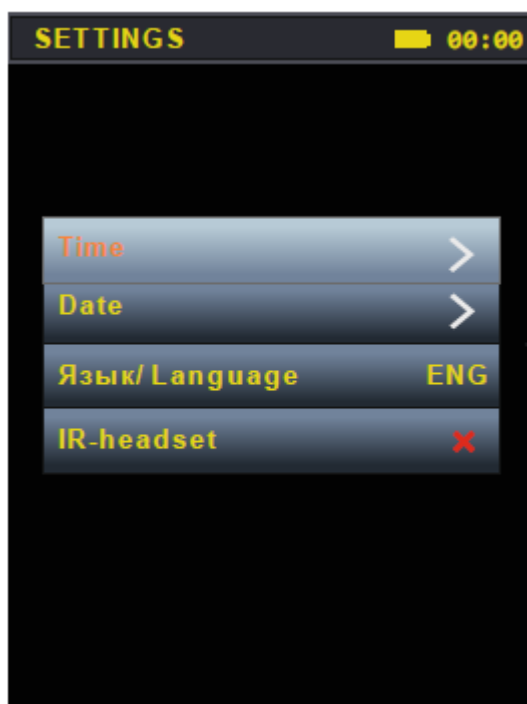 SETTINGS 00:00
Time
Date
Язык/ Language ENG
IR-headset